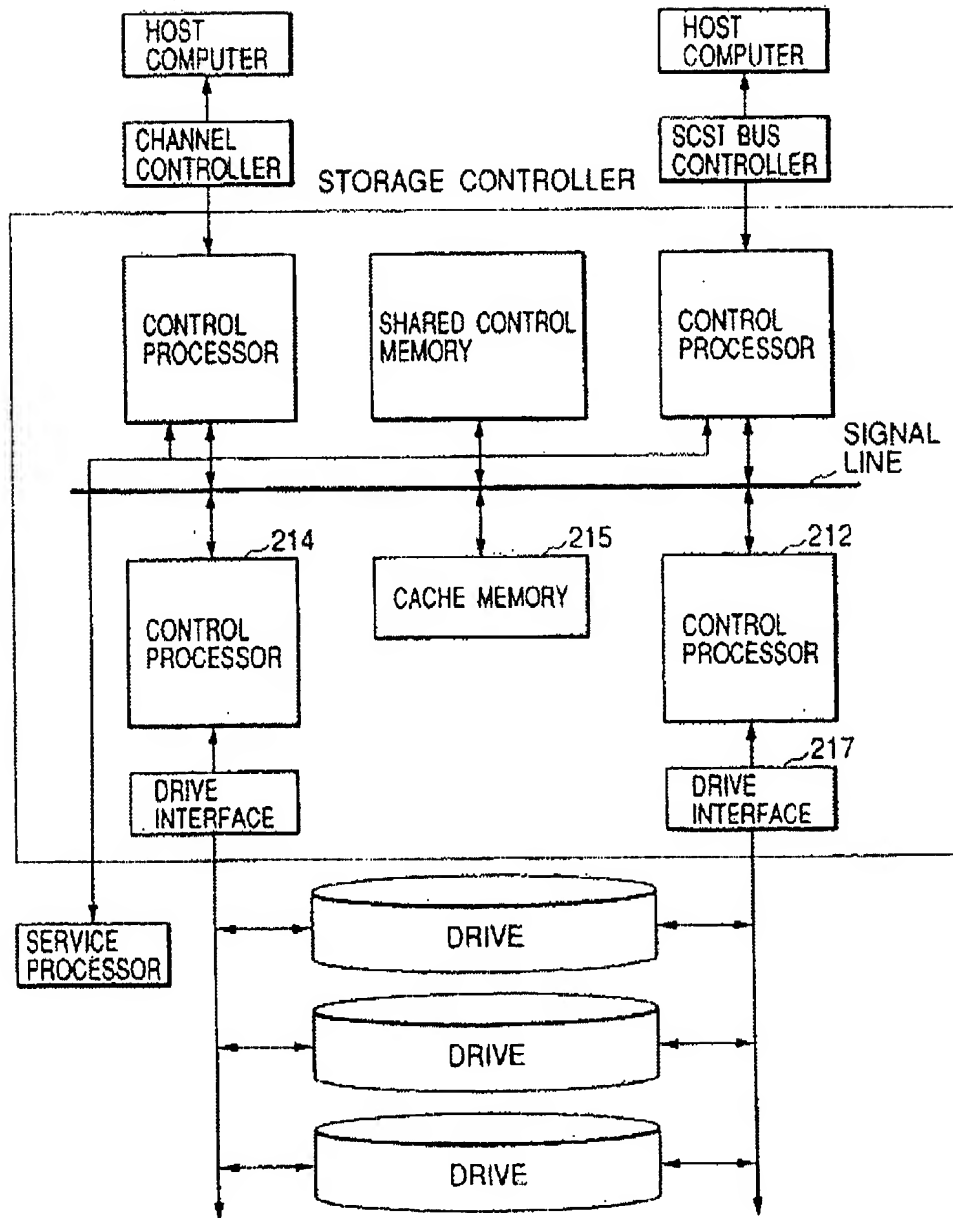 HOST
COMPUTER
HOST
COMPUTER
CHANNEL
CONTROLLER
SCST BUS
CONTROLLER
STORAGE CONTROLLER
CONTROL
PROCESSOR
SHARED CONTROL
MEMORY
CONTROL
PROCESSOR
SIGNAL
LINE
214
215
212
CONTROL
PROCESSOR
CACHE MEMORY
CONTROL
PROCESSOR
217
DRIVE
INTERFACE
DRIVE
INTERFACE
DRIVE
SERVICE
PROCESSOR
DRIVE
DRIVE